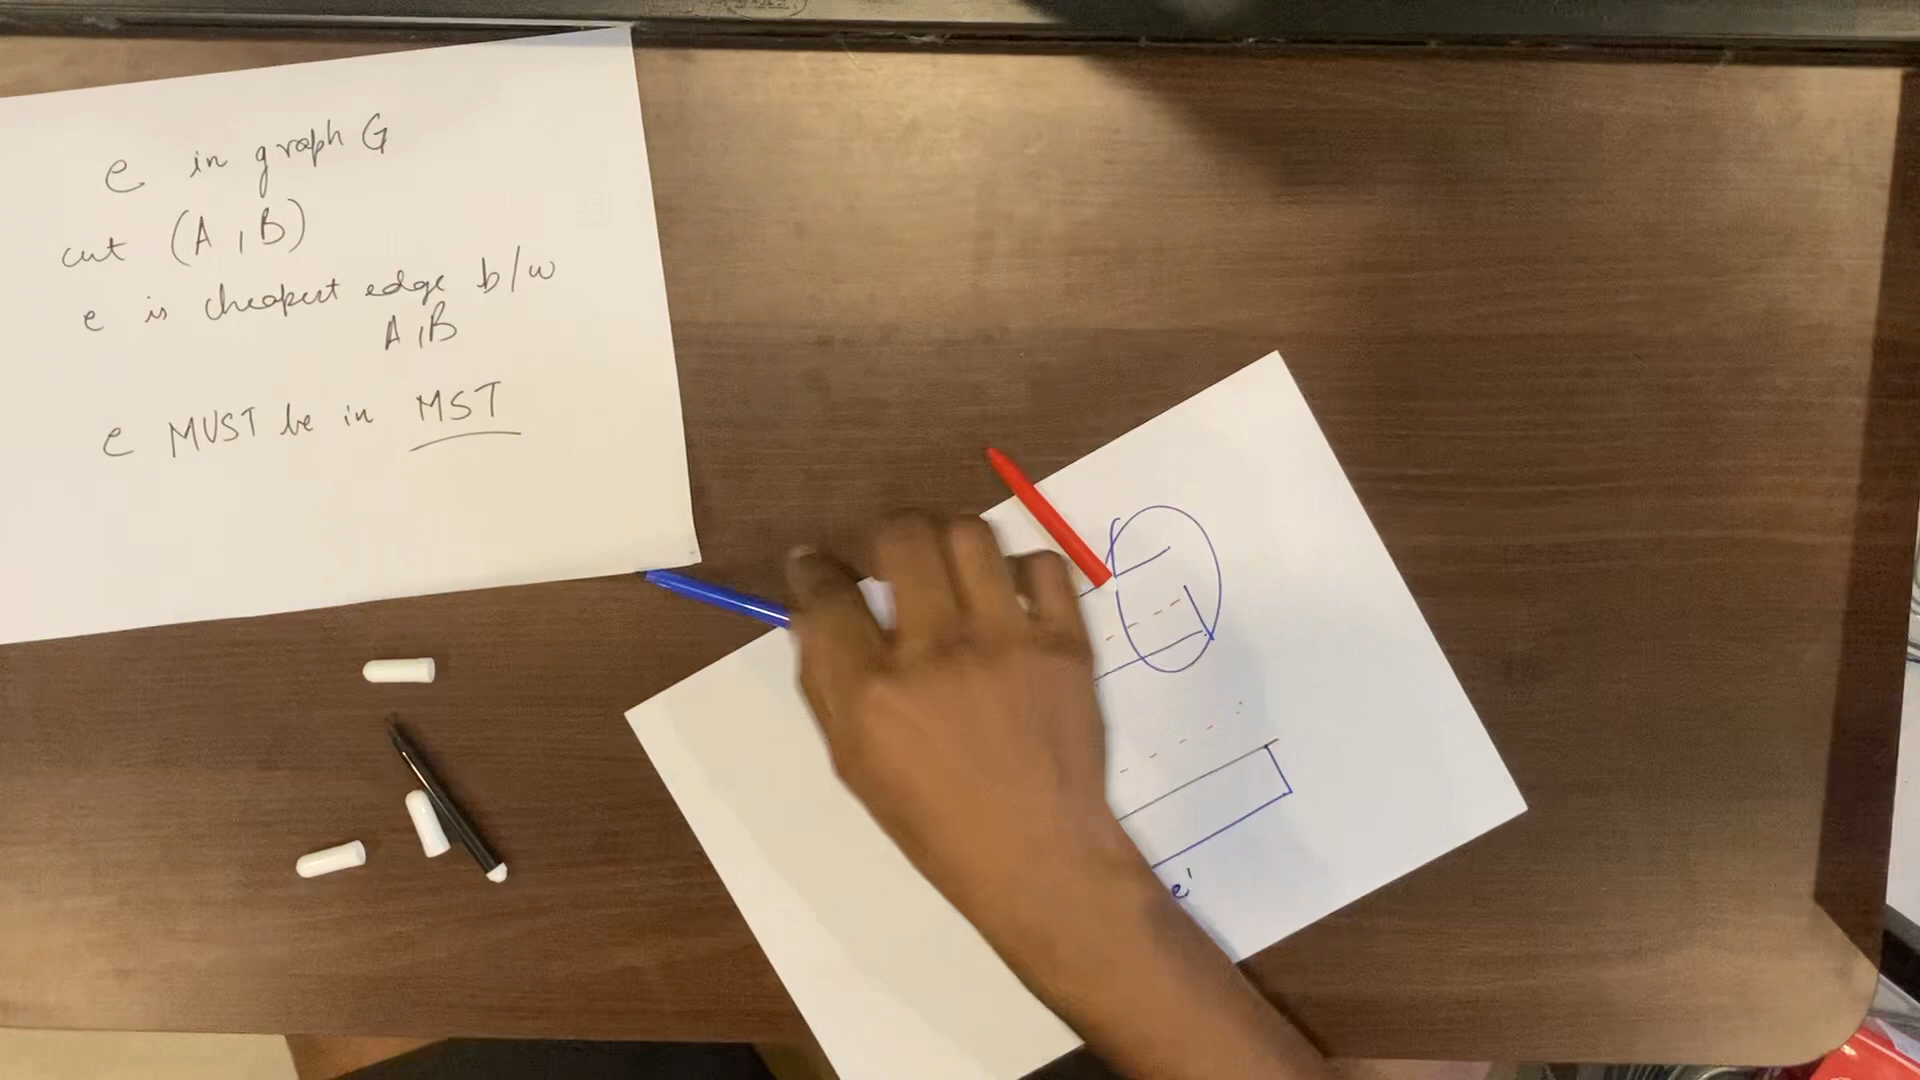 e in graph G
cut (A, B)
e is cheapest edge b/w
A, B
e MUST be in MST
e'